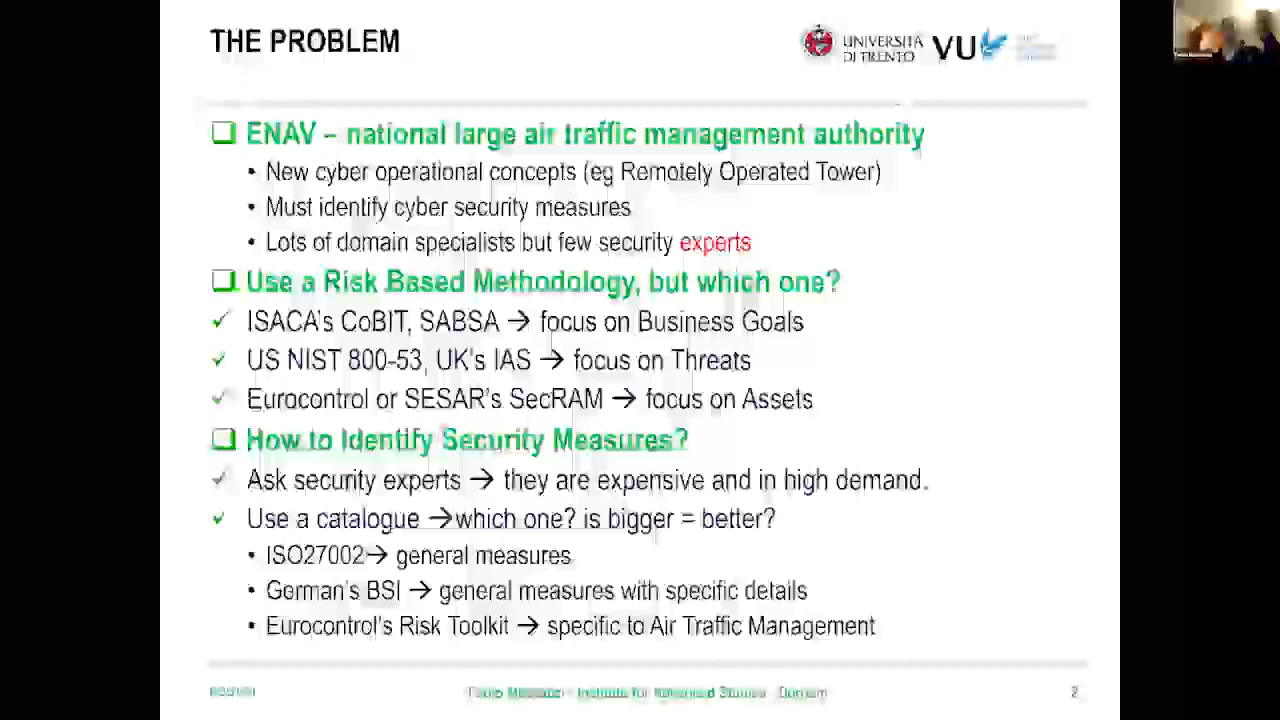 THE PROBLEM
UNIVERSITÀ
DI TRENTO
VU
❑ ENAV – national large air traffic management authority
• New cyber operational concepts (eg Remotely Operated Tower)
• Must identify cyber security measures
• Lots of domain specialists but few security experts
❑ Use a Risk Based Methodology, but which one?
✓ ISACA's CoBIT, SABSA → focus on Business Goals
✓ US NIST 800-53, UK's IAS → focus on Threats
✓ Eurocontrol or SESAR's SecRAM → focus on Assets
❑ How to Identify Security Measures?
✓ Ask security experts → they are expensive and in high demand.
✓ Use a catalogue →which one? is bigger = better?
• ISO27002→ general measures
• German's BSI → general measures with specific details
• Eurocontrol's Risk Toolkit → specific to Air Traffic Management
Institute for Advanced Studies - Durham
2